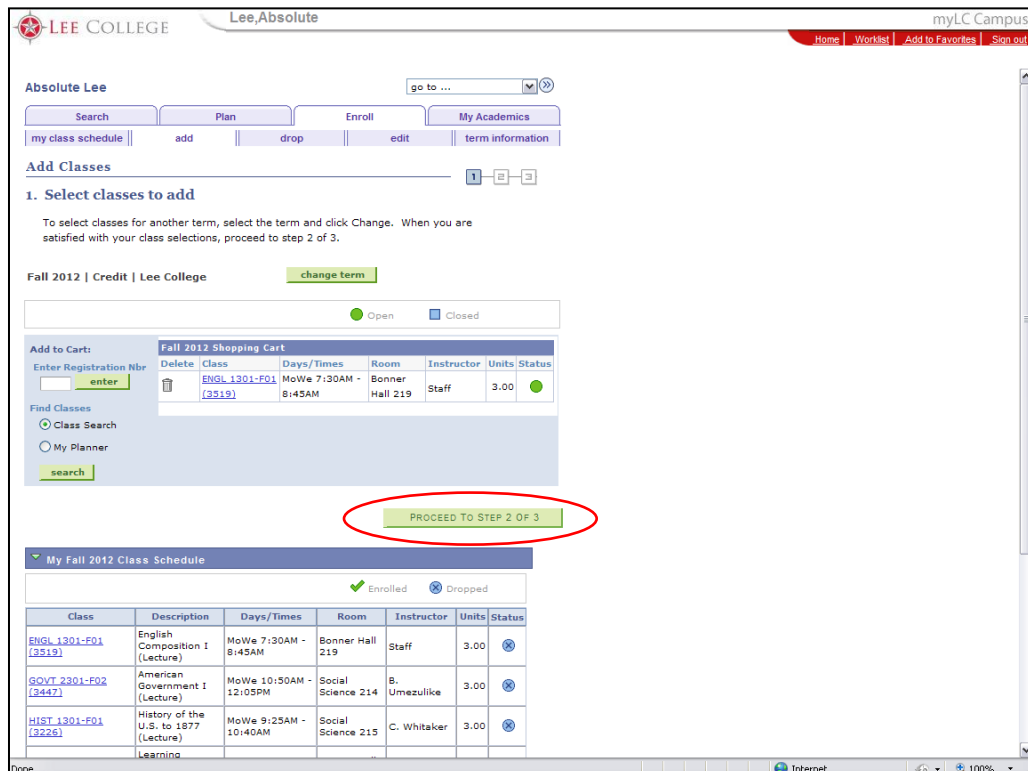 LEE COLLEGE
Lee,Absolute
myLC Campus
Home Worklist Add to Favorites Sign out
Absolute Lee
go to ...
Search Plan Enroll My Academics
my class schedule add drop edit term information
Add Classes
1 2 3
1. Select classes to add
To select classes for another term, select the term and click Change. When you are
satisfied with your class selections, proceed to step 2 of 3.
Fall 2012 | Credit | Lee College
change term
Open Closed
Add to Cart:
Enter Registration Nbr
enter
Find Classes
Class Search
My Planner
search
Fall 2012 Shopping Cart
Delete Class Days/Times Room Instructor Units Status
ENGL 1301-F01 MoWe 7:30AM - Bonner Staff 3.00
(3519) 8:45AM Hall 219
PROCEED TO STEP 2 OF 3
My Fall 2012 Class Schedule
Enrolled Dropped
Class Description Days/Times Room Instructor Units Status
ENGL 1301-F01 English MoWe 7:30AM - Bonner Hall Staff 3.00
(3519) Composition I 8:45AM 219
(Lecture)
GOVT 2301-F02 American MoWe 10:50AM - Social B. 3.00
(3447) Government I 12:05PM Science 214 Umezulike
(Lecture)
HIST 1301-F01 History of the MoWe 9:25AM - Social C. Whitaker 3.00
(3226) U.S. to 1877 10:40AM Science 215
(Lecture)
Learning
Done Internet 100%